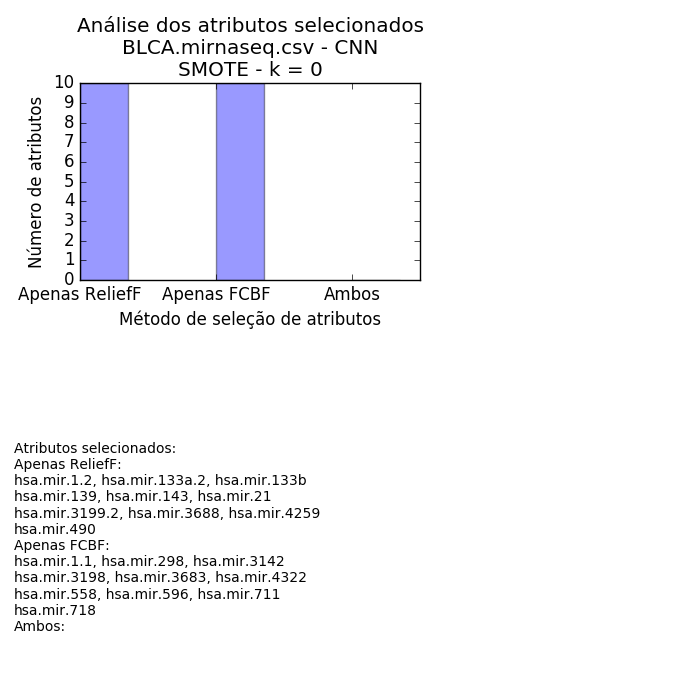 Análise dos atributos selecionados
BLCA.mirnaseq.csv - CNN
SMOTE - k = 0
10
9
8
7
6
5
4
3
2
1
0
Número de atributos
Apenas ReliefF
Apenas FCBF
Ambos
Método de seleção de atributos
Atributos selecionados:
Apenas ReliefF:
hsa.mir.1.2, hsa.mir.133a.2, hsa.mir.133b
hsa.mir.139, hsa.mir.143, hsa.mir.21
hsa.mir.3199.2, hsa.mir.3688, hsa.mir.4259
hsa.mir.490
Apenas FCBF:
hsa.mir.1.1, hsa.mir.298, hsa.mir.3142
hsa.mir.3198, hsa.mir.3683, hsa.mir.4322
hsa.mir.558, hsa.mir.596, hsa.mir.711
hsa.mir.718
Ambos: